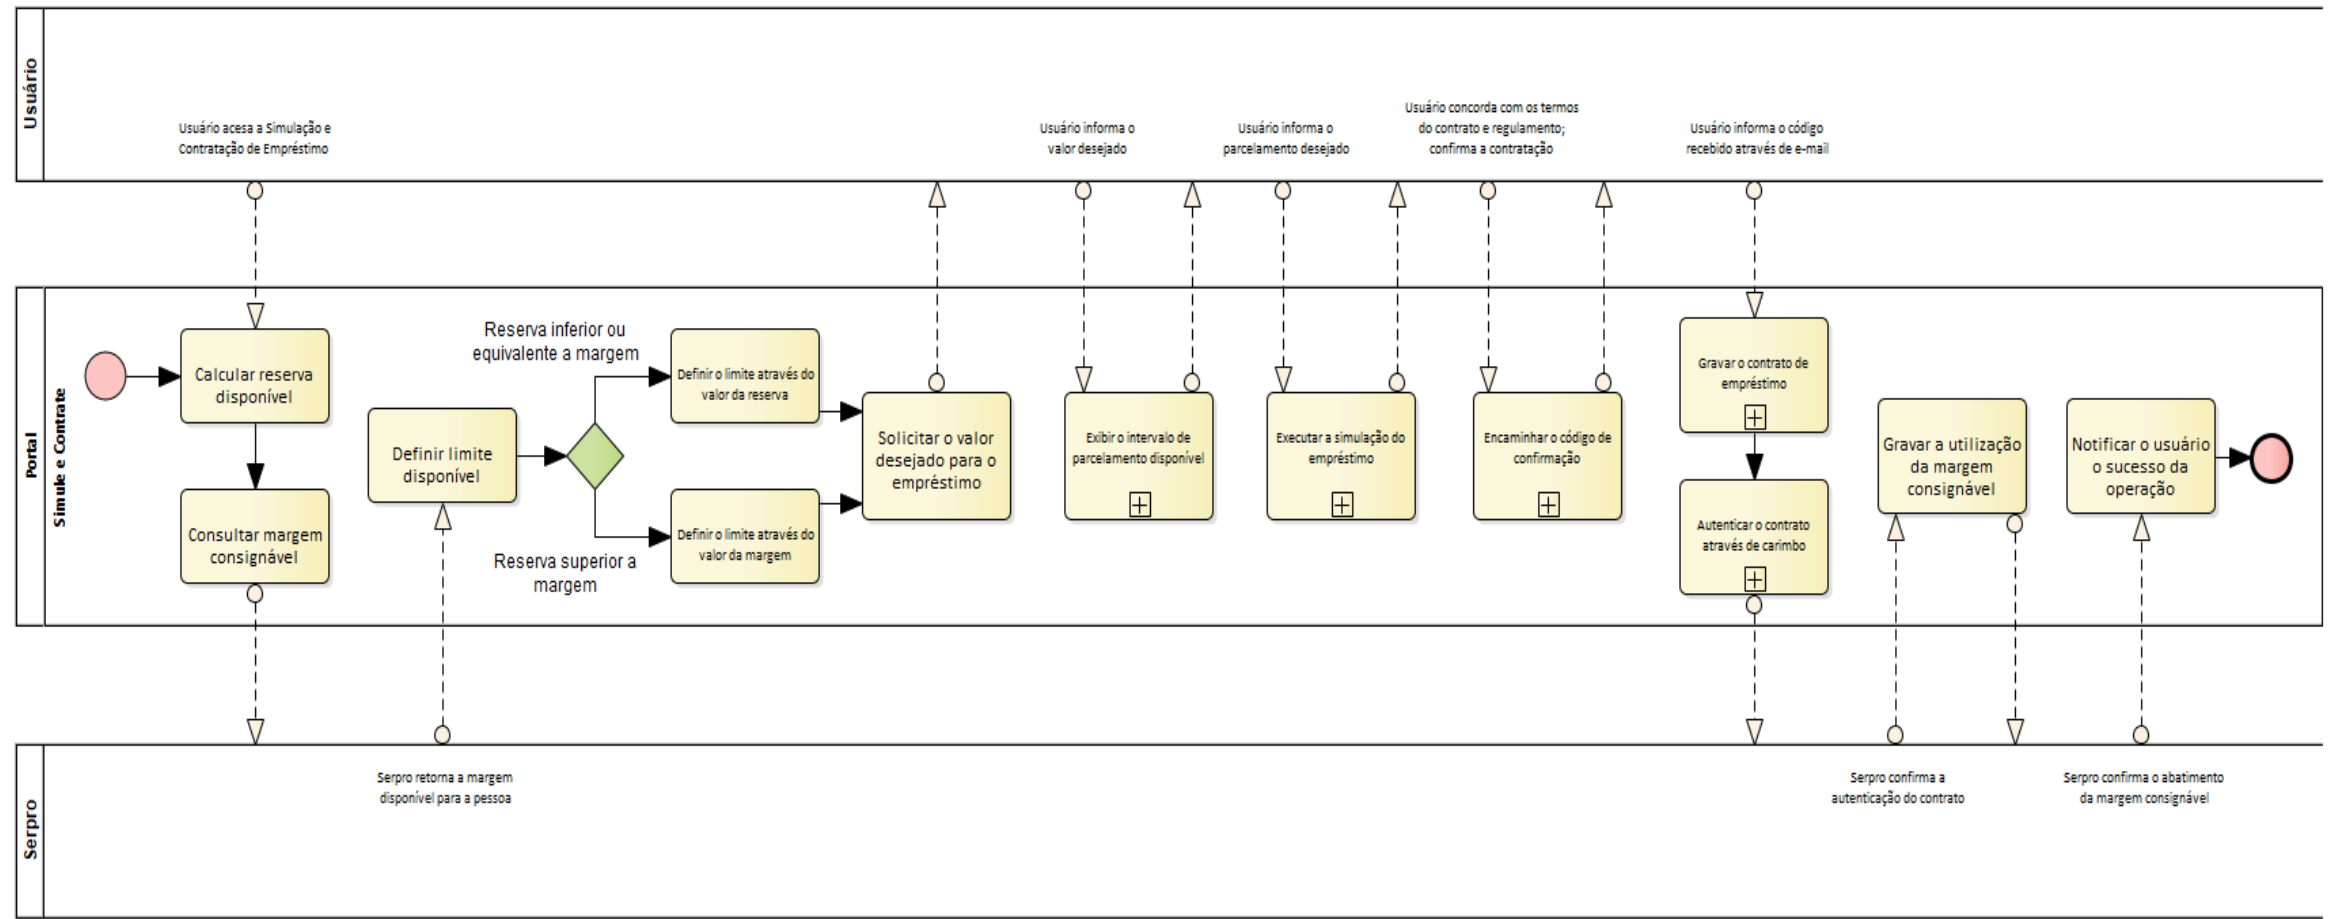 Usuário
Usuário acesa a Simulação e
Contratação de Empréstimo
Usuário informa o
valor desejado
Usuário informa o
parcelamento desejado
Usuário concorda com os termos
do contrato e regulamento;
confirma a contratação
Usuário informa o código
recebido através de e-mail
Portal
Simule e Contrate
Calcular reserva
disponível
Consultar margem
consignável
Definir limite
disponível
Reserva inferior ou
equivalente a margem
Reserva superior a
margem
Definir o limite através do
valor da reserva
Definir o limite através do
valor da margem
Solicitar o valor
desejado para o
empréstimo
Exibir o intervalo de
parcelamento disponível
Executar a simulação do
empréstimo
Encaminhar o código de
confirmação
Gravar o contrato de
empréstimo
Autenticar o contrato
através de carimbo
Gravar a utilização
da margem
consignável
Notificar o usuário
o sucesso da
operação
Serpro
Serpro retorna a margem
disponível para a pessoa
Serpro confirma a
autenticação do contrato
Serpro confirma o abatimento
da margem consignável